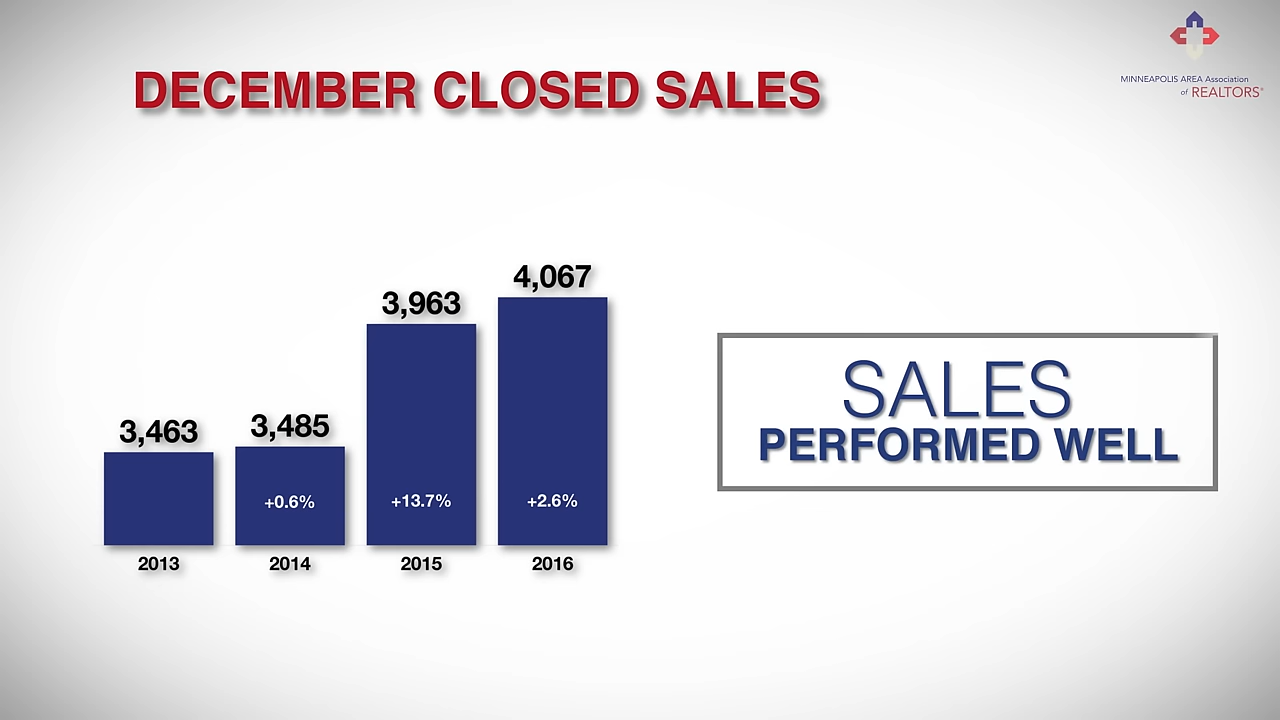 MINNEAPOLIS AREA Association
of REALTORS®
DECEMBER CLOSED SALES
4,067
3,963
3,463
3,485
+0.6%
+13.7%
+2.6%
2013
2014
2015
2016
SALES
PERFORMED WELL